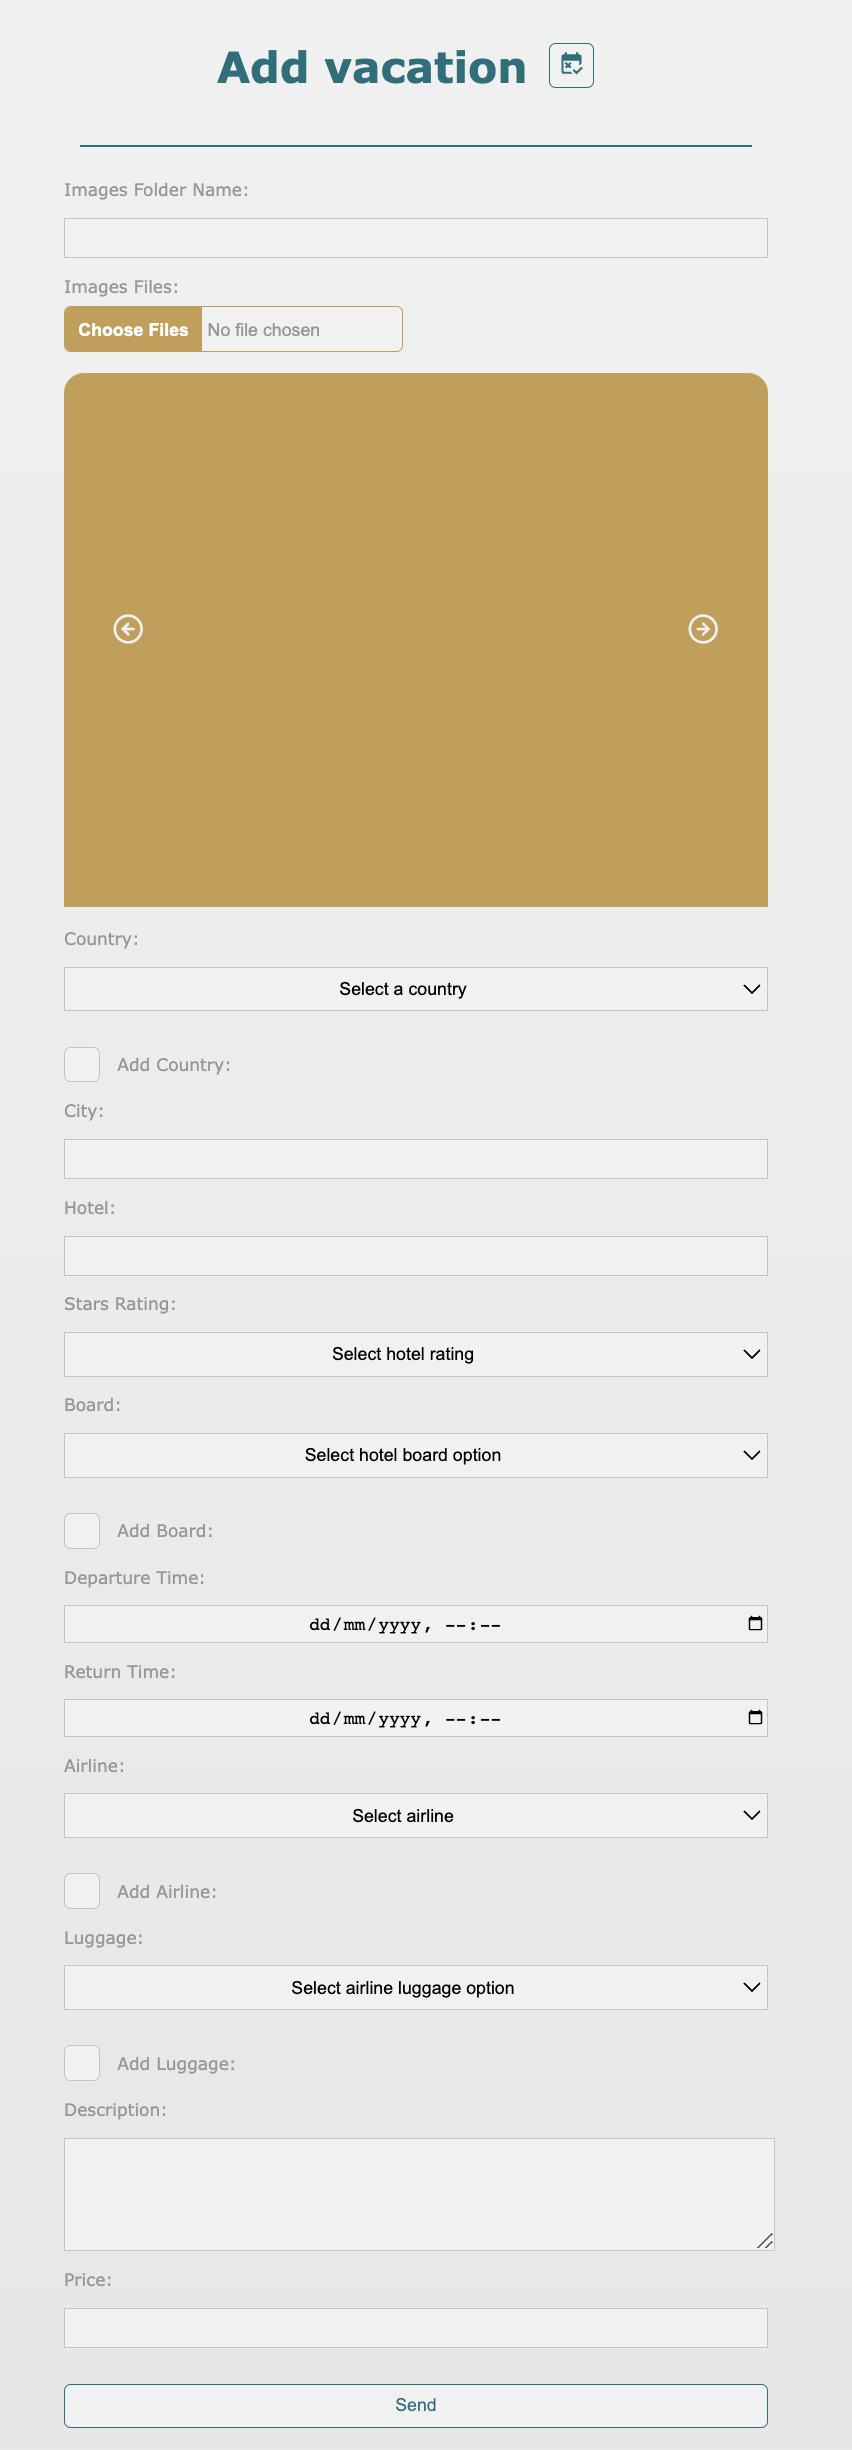 Add vacation
Images Folder Name:
Images Files:
Choose Files No file chosen
Country:
Select a country
Add Country:
City:
Hotel:
Stars Rating:
Select hotel rating
Board:
Select hotel board option
Add Board:
Departure Time:
dd/mm/yyyy, --:--
Return Time:
dd/mm/yyyy, --:--
Airline:
Select airline
Add Airline:
Luggage:
Select airline luggage option
Add Luggage:
Description:
Price:
Send